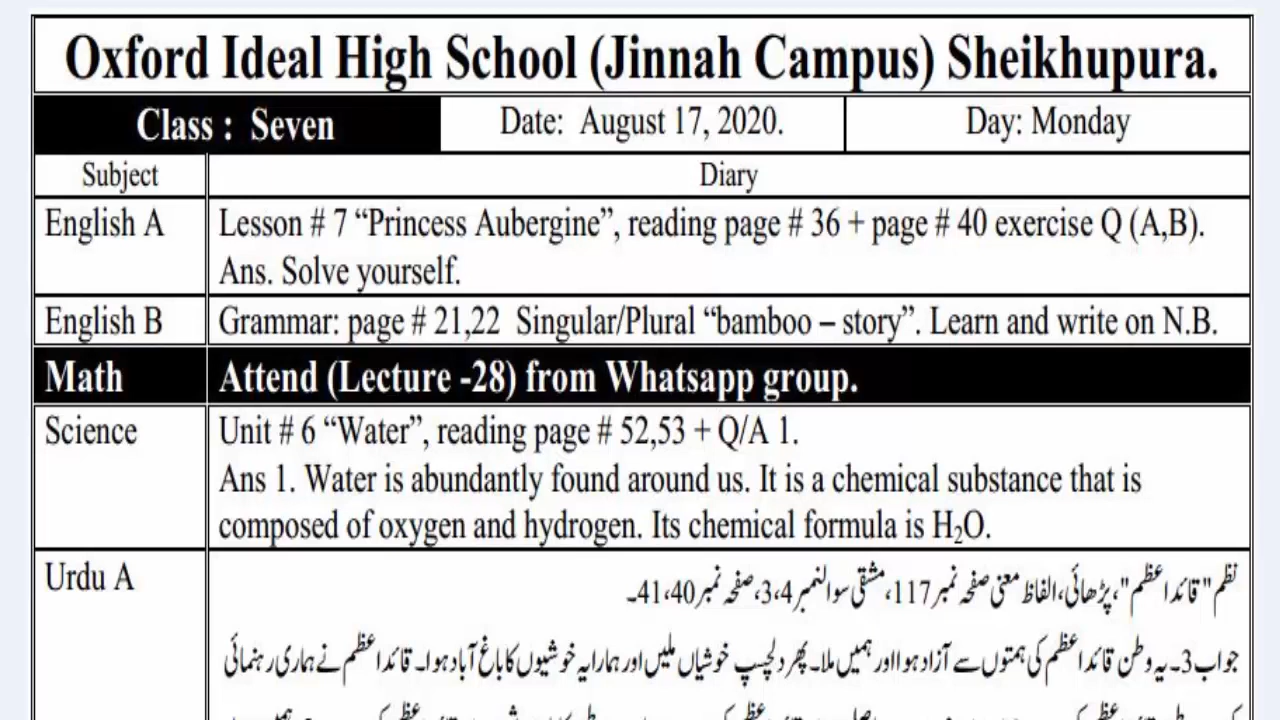 Oxford Ideal High School (Jinnah Campus) Sheikhupura.
Class : Seven
Date: August 17, 2020.
Day: Monday
Subject
Diary
English A
Lesson # 7 “Princess Aubergine”, reading page # 36 + page # 40 exercise Q (A,B).
Ans. Solve yourself.
English B
Grammar: page # 21,22 Singular/Plural “bamboo – story”. Learn and write on N.B.
Math
Attend (Lecture -28) from Whatsapp group.
Science
Unit # 6 “Water”, reading page # 52,53 + Q/A 1.
Ans 1. Water is abundantly found around us. It is a chemical substance that is
composed of oxygen and hydrogen. Its chemical formula is H₂O.
Urdu A
نظم "قائداعظم"، پڑھائی، الفاظ معنی صفحہ نمبر 117، مشقی سوالنمبر 3،4، صفحہ نمبر 41،40۔
جواب 3۔ یہ وطن قائداعظم کی ہمتوں سے آزاد ہوا اور ہمیں ملا۔ پھر دلچسپ خوشیاں ملیں اور ہمارا یہ خوشیوں کا باغ آباد ہوا۔ قائداعظم نے ہماری رہنمائی